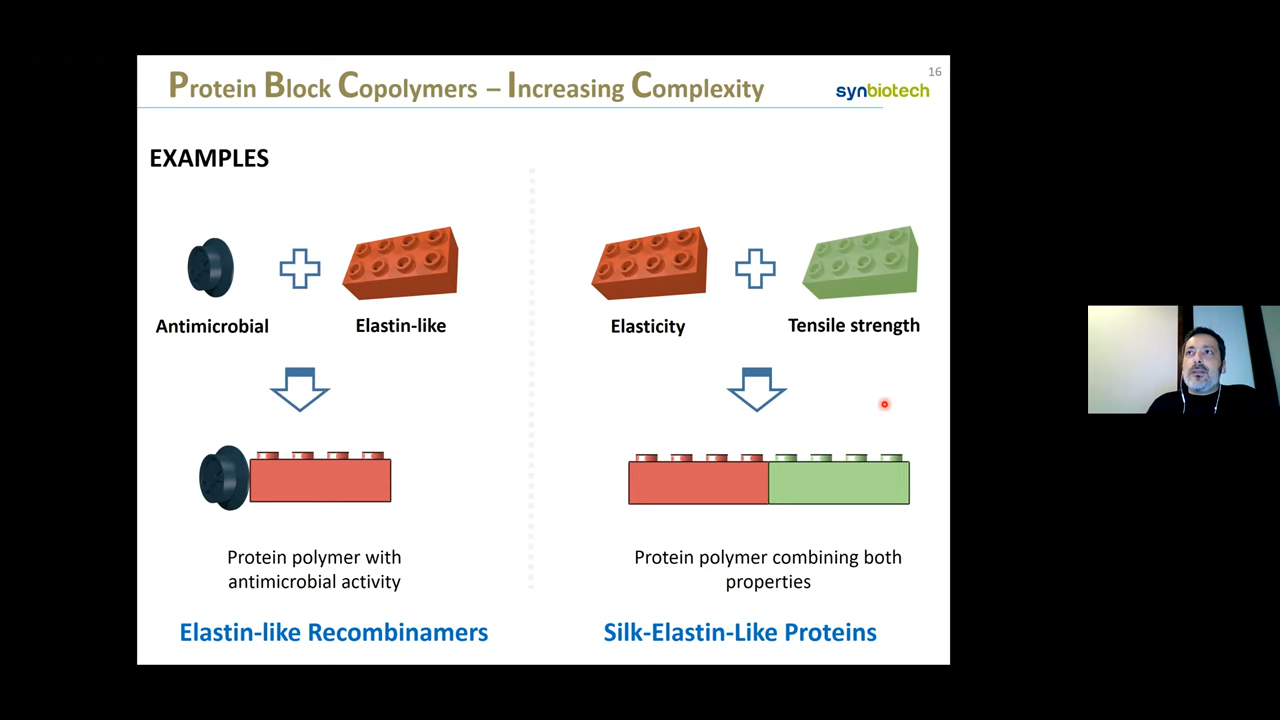 Protein Block Copolymers – Increasing Complexity
synbiotech
16
EXAMPLES
Antimicrobial
Elastin-like
Elasticity
Tensile strength
Protein polymer with
antimicrobial activity
Protein polymer combining both
properties
Elastin-like Recombinamers
Silk-Elastin-Like Proteins